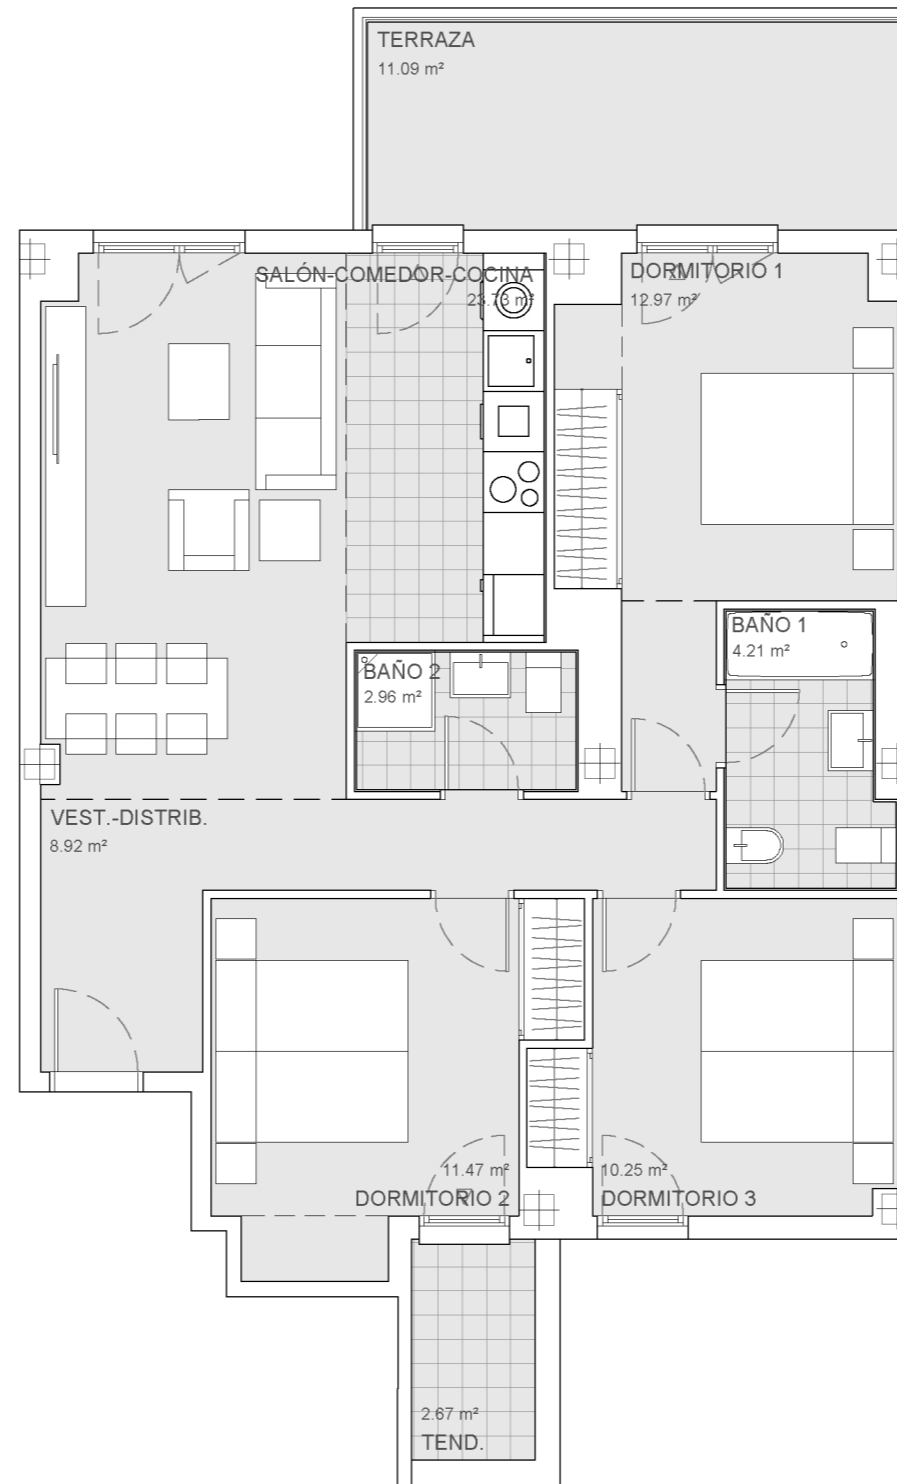 TERRAZA
11.09 m²
SALÓN-COMEDOR-COCINA
23.73 m²
DORMITORIO 1
12.97 m²
BAÑO 1
4.21 m²
BAÑO 2
2.96 m²
VEST.-DISTRIB.
8.92 m²
11.47 m²
DORMITORIO 2
10.25 m²
DORMITORIO 3
2.67 m²
TEND.